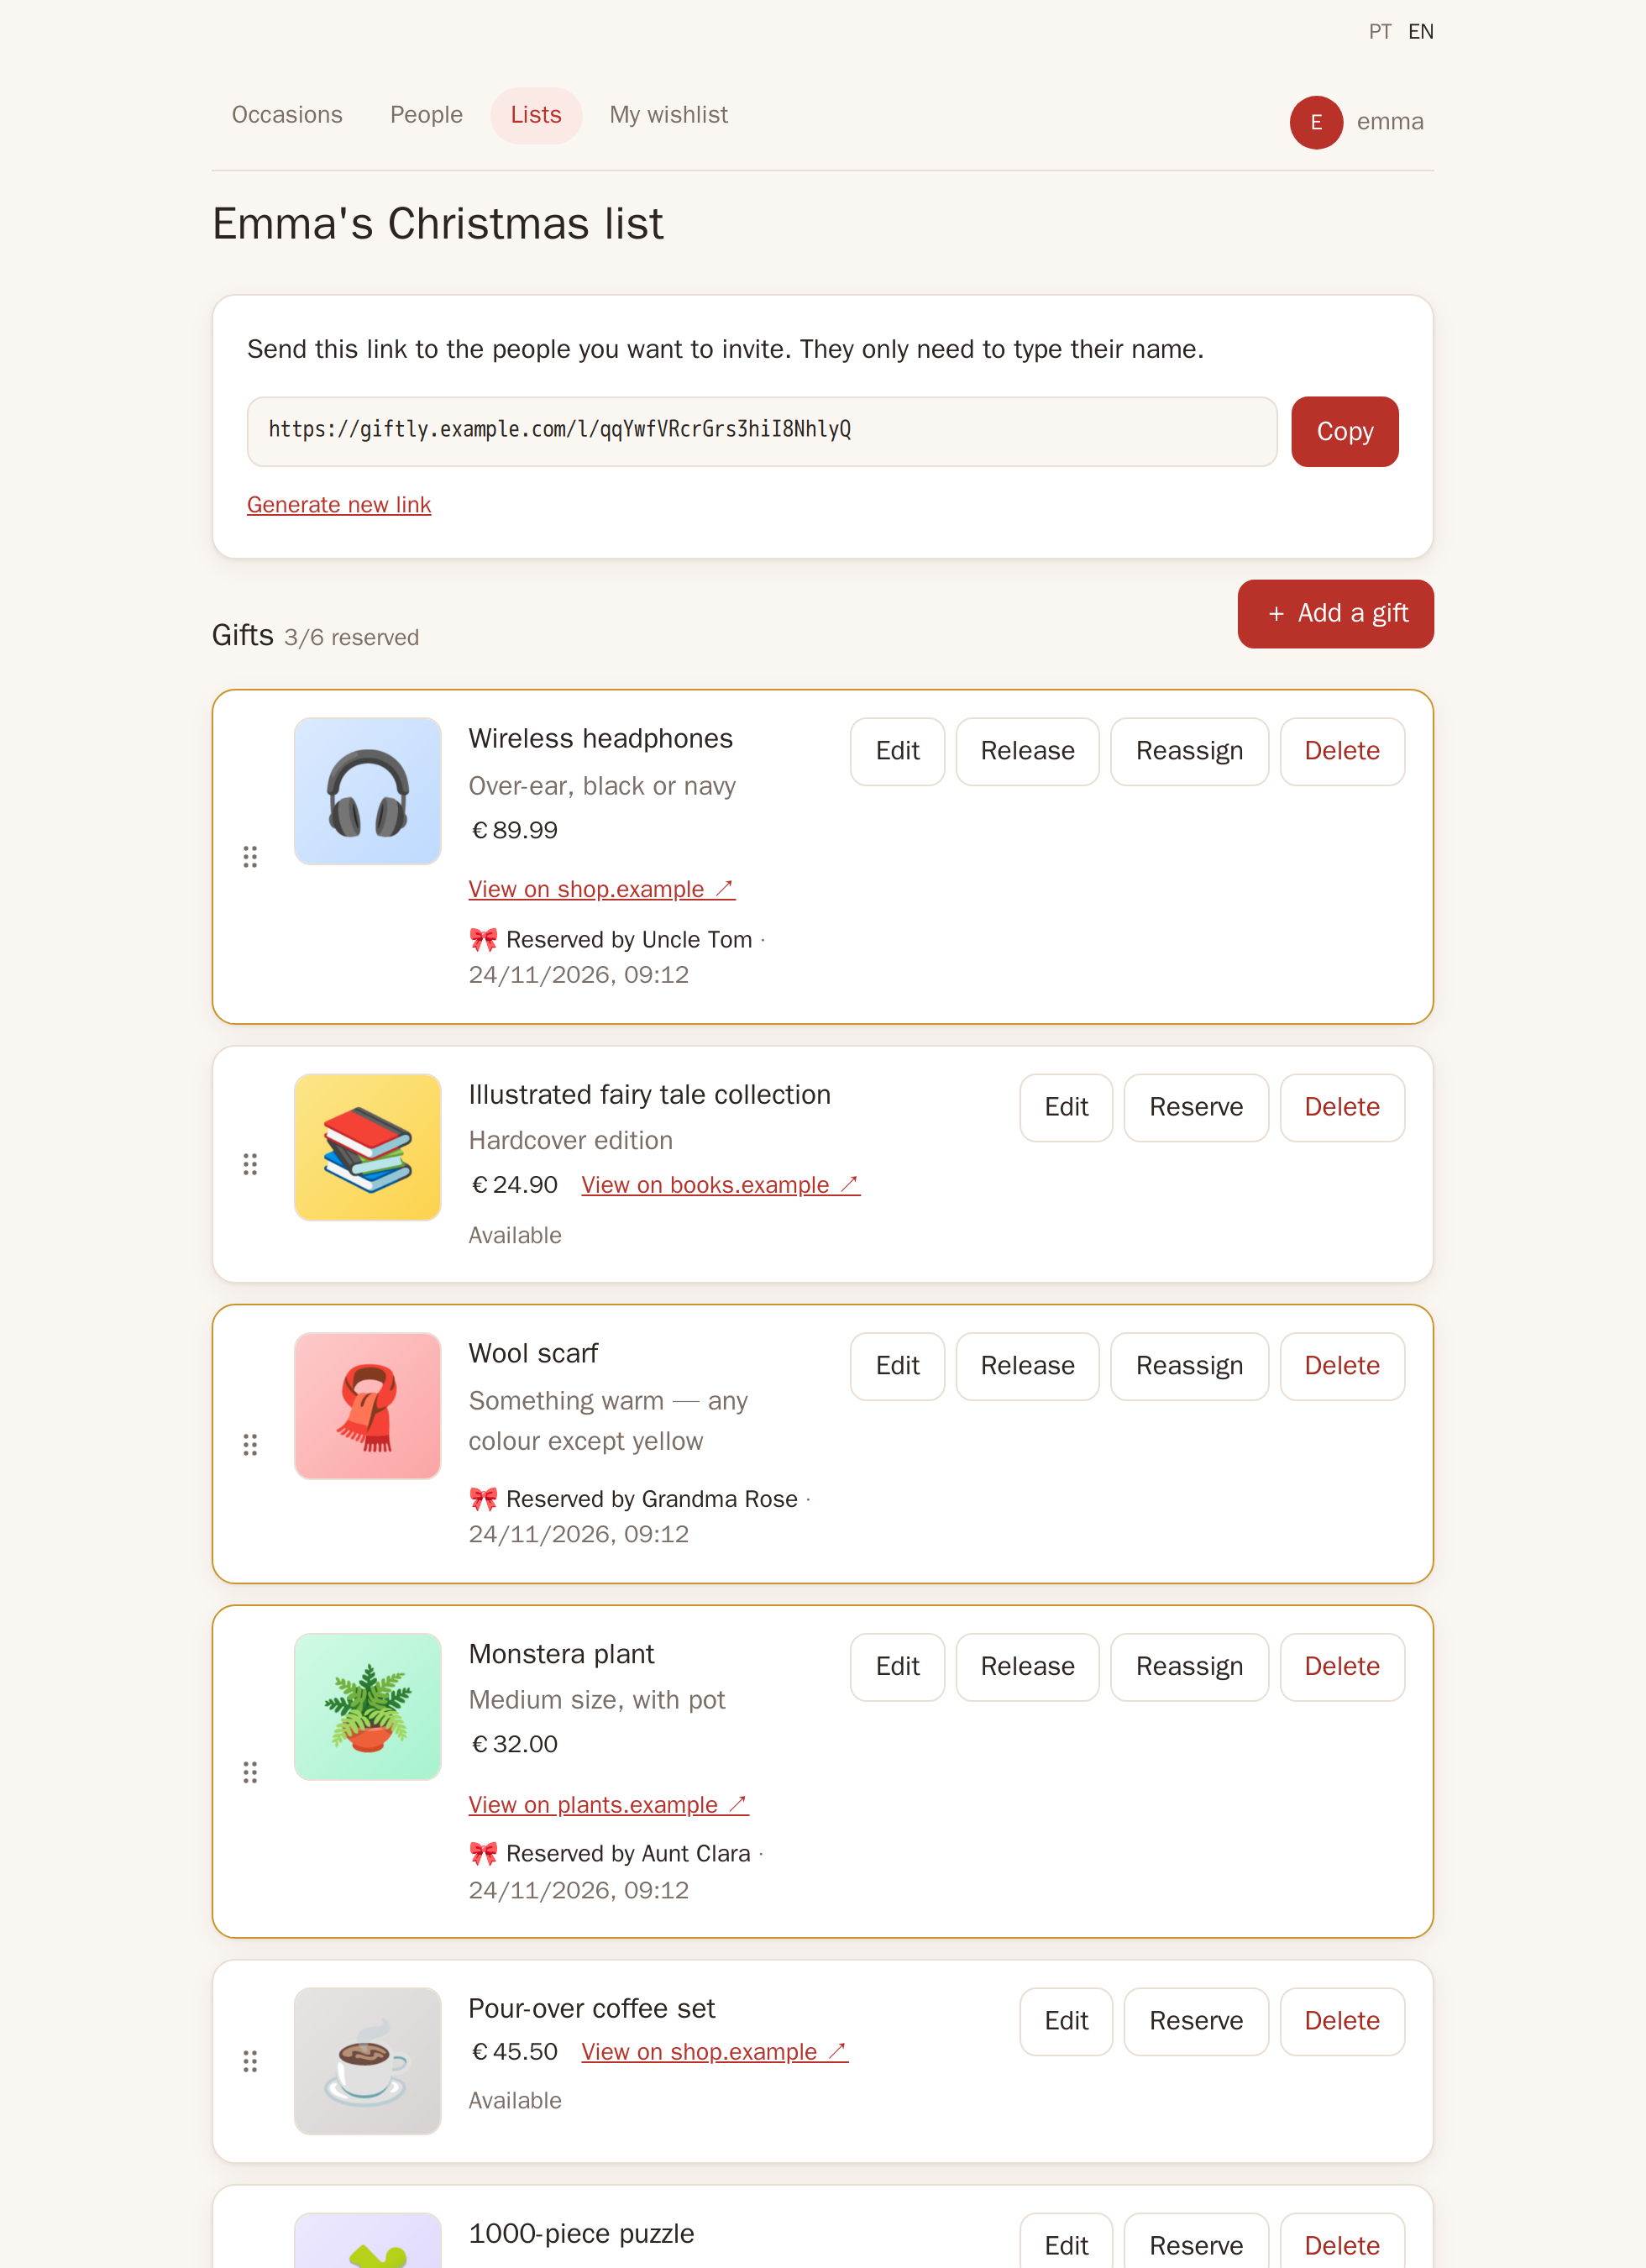 PT EN
Occasions People Lists My wishlist E emma
Emma's Christmas list
Send this link to the people you want to invite. They only need to type their name.
https://giftly.example.com/l/qqYwfVRcrGrs3hiI8NhlyQ Copy
Generate new link
Gifts 3/6 reserved + Add a gift
Wireless headphones Edit Release Reassign Delete
Over-ear, black or navy
€ 89.99
View on shop.example ↗
Reserved by Uncle Tom ·
24/11/2026, 09:12
Illustrated fairy tale collection Edit Reserve Delete
Hardcover edition
€ 24.90 View on books.example ↗
Available
Wool scarf Edit Release Reassign Delete
Something warm — any
colour except yellow
Reserved by Grandma Rose ·
24/11/2026, 09:12
Monstera plant Edit Release Reassign Delete
Medium size, with pot
€ 32.00
View on plants.example ↗
Reserved by Aunt Clara ·
24/11/2026, 09:12
Pour-over coffee set Edit Reserve Delete
€ 45.50 View on shop.example ↗
Available
1000-piece puzzle Edit Reserve Delete